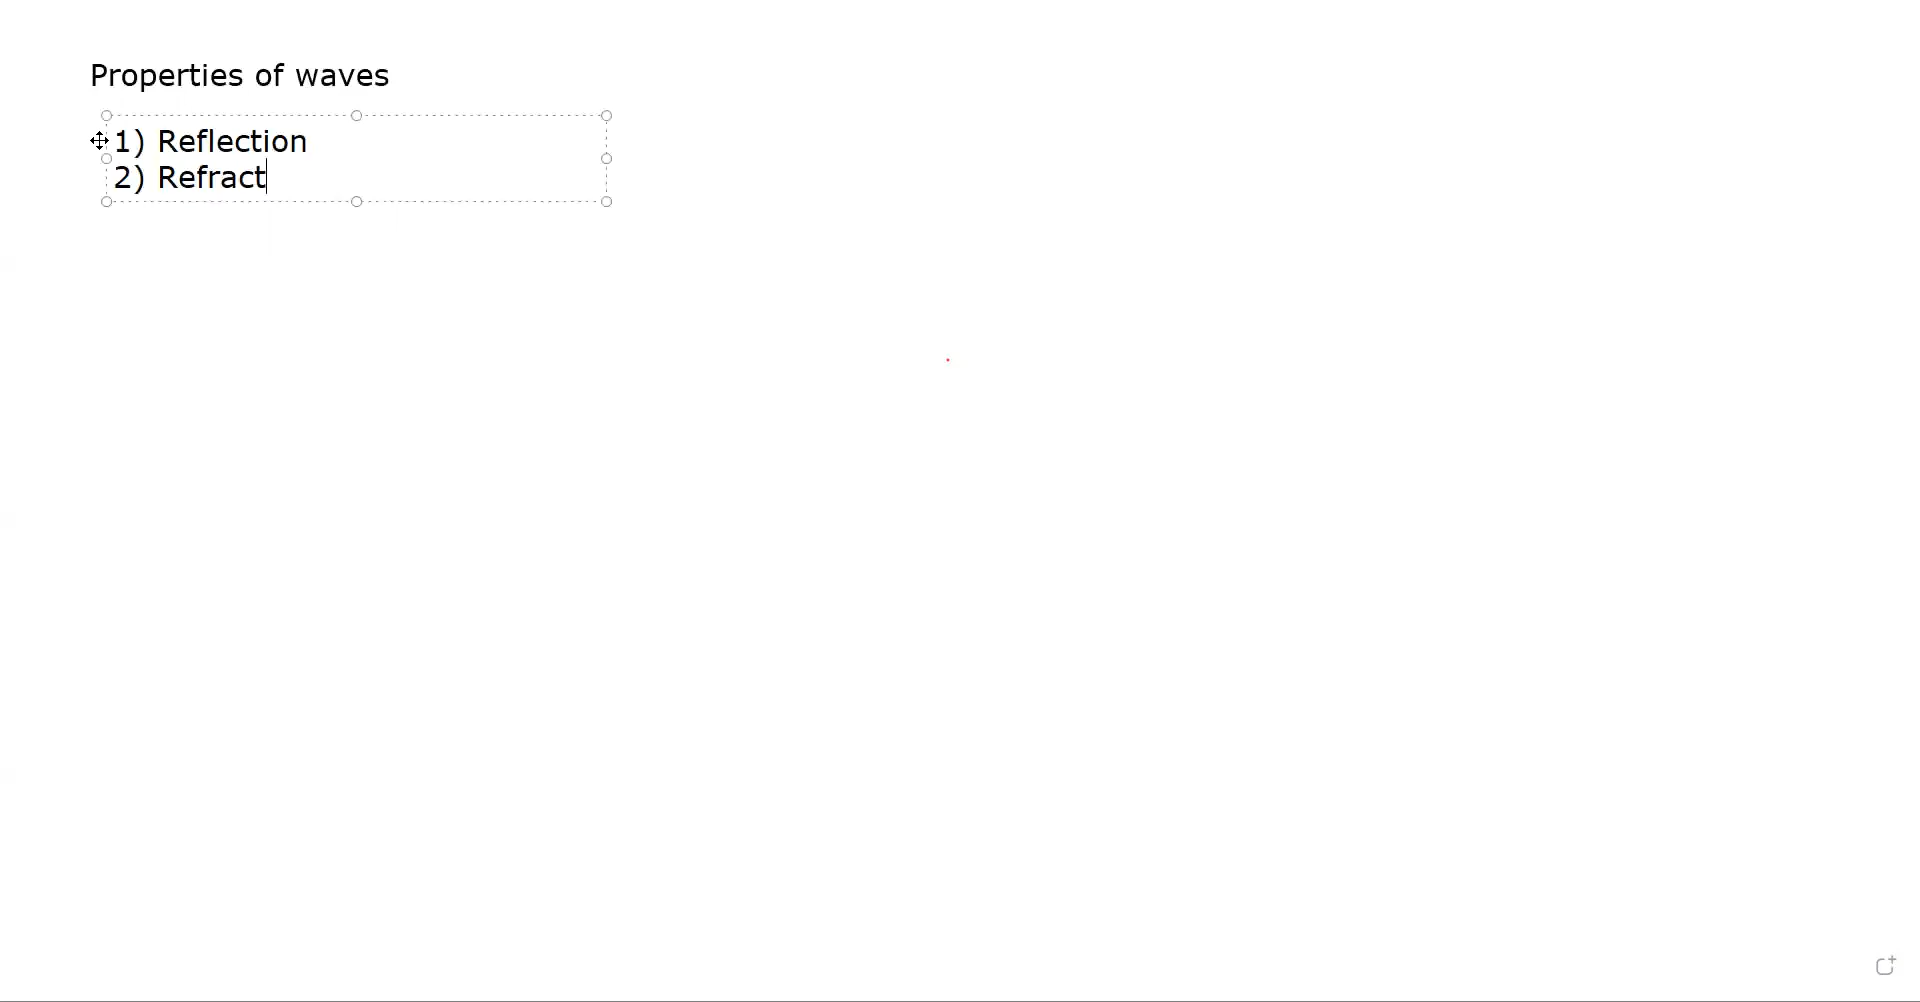 Properties of waves
1) Reflection
2) Refract